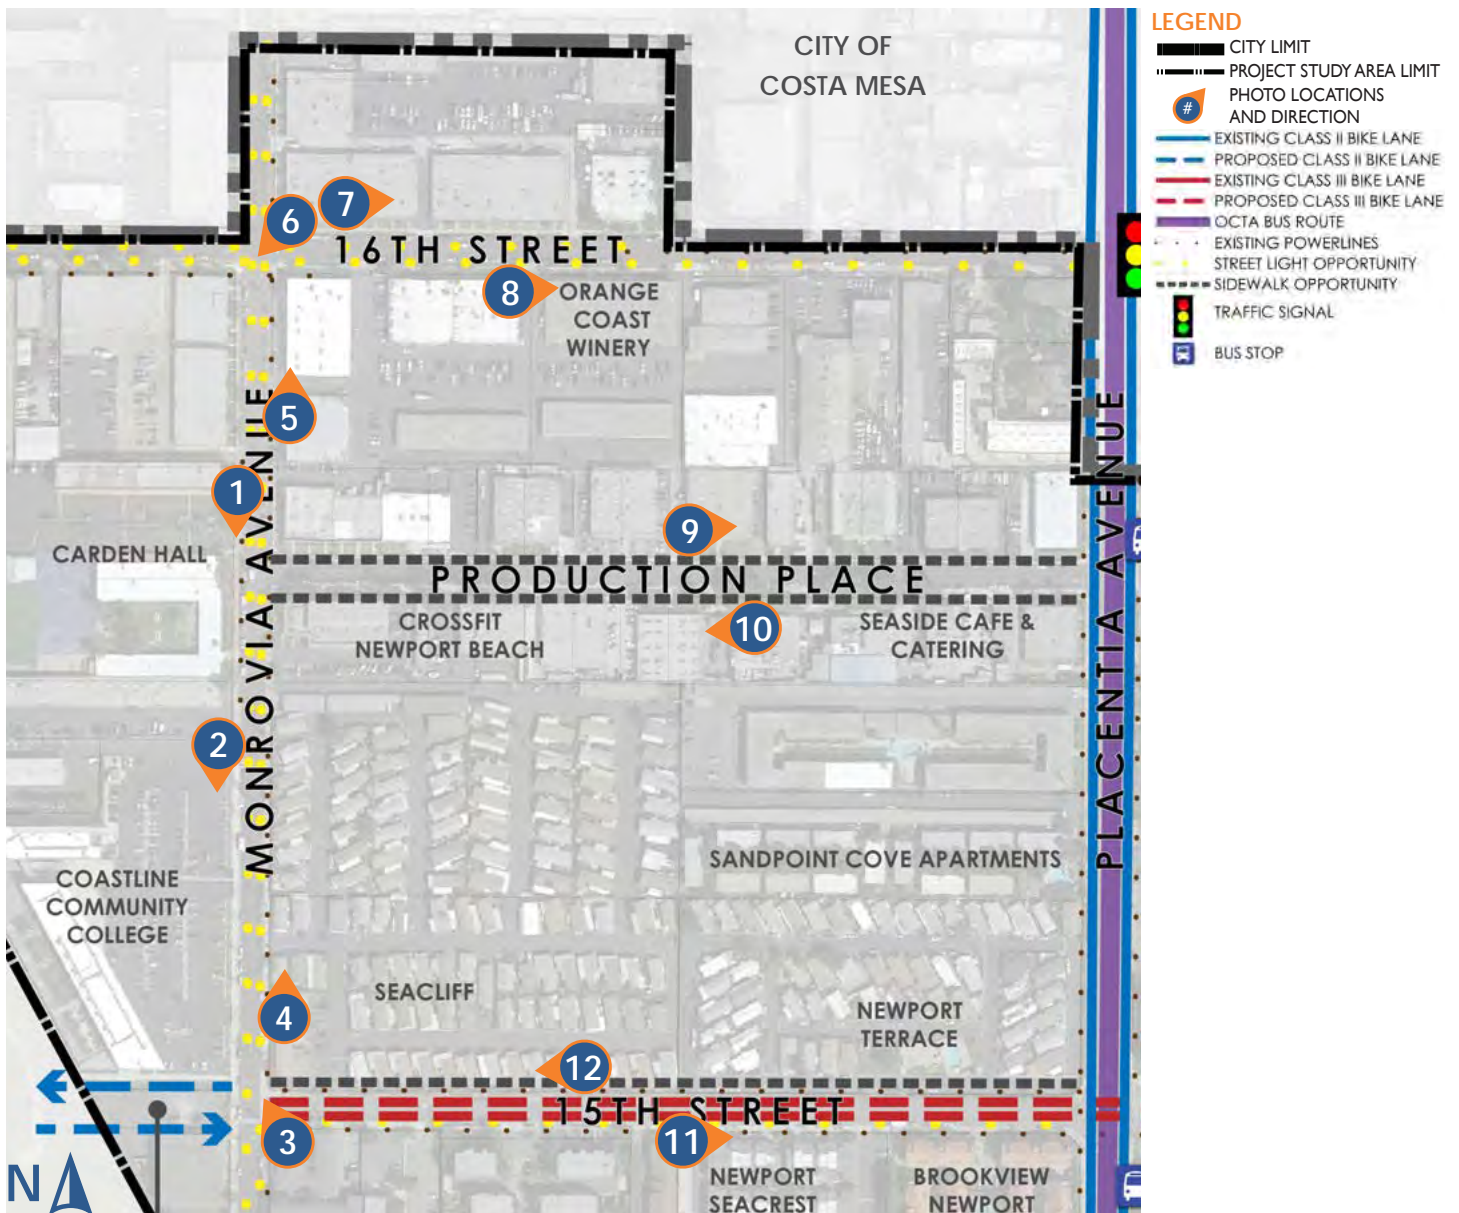 CITY OF
COSTA MESA
LEGEND
CITY LIMIT
PROJECT STUDY AREA LIMIT
#
PHOTO LOCATIONS
AND DIRECTION
EXISTING CLASS II BIKE LANE
PROPOSED CLASS II BIKE LANE
EXISTING CLASS III BIKE LANE
PROPOSED CLASS III BIKE LANE
OCTA BUS ROUTE
EXISTING POWERLINES
STREET LIGHT OPPORTUNITY
SIDEWALK OPPORTUNITY
TRAFFIC SIGNAL
BUS STOP
7
6
16TH STREET
8
ORANGE
COAST
WINERY
5
1
9
CARDEN HALL
MONROVIA AVENUE
PLACENTIA AVENUE
PRODUCTION PLACE
CROSSFIT
NEWPORT BEACH
10
SEASIDE CAFE &
CATERING
2
SANDPOINT COVE APARTMENTS
COASTLINE
COMMUNITY
COLLEGE
SEACLIFF
4
NEWPORT
TERRACE
12
15TH STREET
3
11
N
NEWPORT
SEACREST
BROOKVIEW
NEWPORT